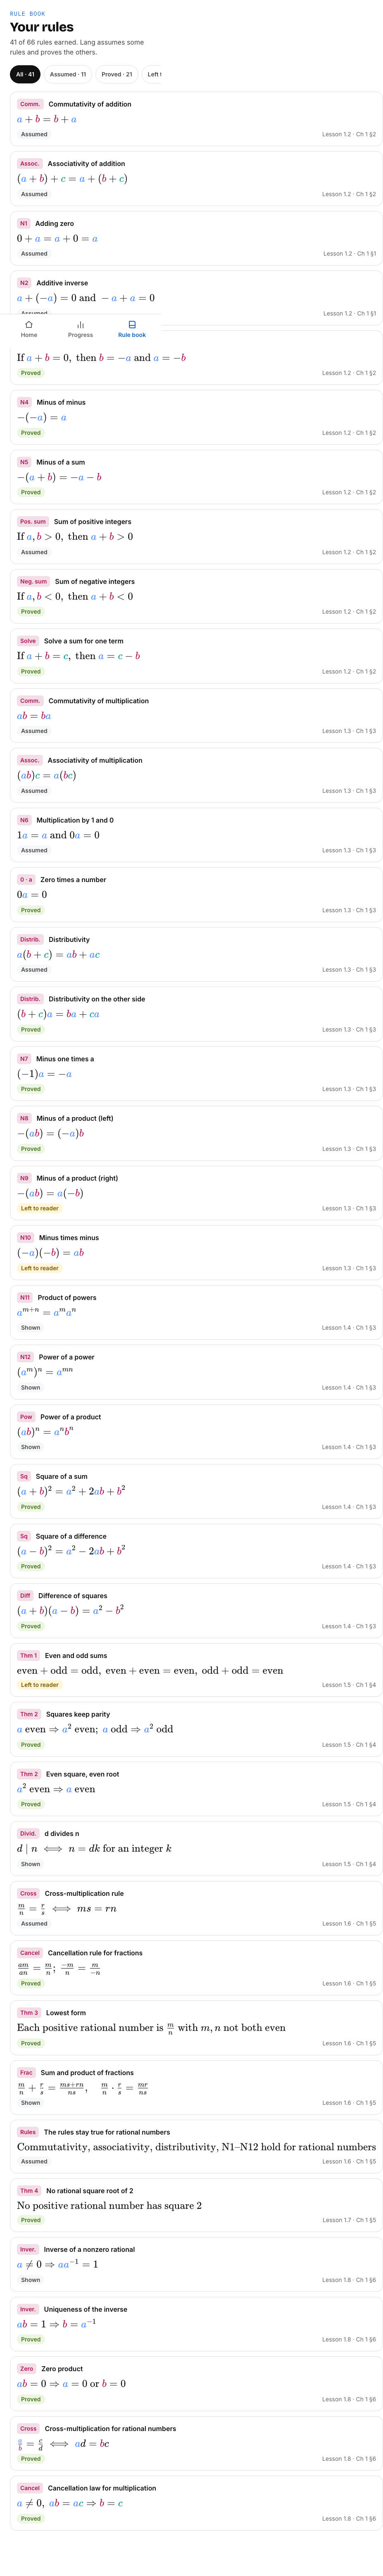 RULE BOOK
Your rules
41 of 66 rules earned. Lang assumes some
rules and proves the others.
All · 41 Assumed · 11 Proved · 21 Left t
Comm. Commutativity of addition
a + b = b + a
Assumed Lesson 1.2 · Ch 1 §2
Assoc. Associativity of addition
(a + b) + c = a + (b + c)
Assumed Lesson 1.2 · Ch 1 §2
N1 Adding zero
0 + a = a + 0 = a
Assumed Lesson 1.2 · Ch 1 §1
N2 Additive inverse
a + (−a) = 0 and − a + a = 0
Assumed Lesson 1.2 · Ch 1 §1
Home Progress Rule book
If a + b = 0, then b = −a and a = −b
Proved Lesson 1.2 · Ch 1 §2
N4 Minus of minus
−(−a) = a
Proved Lesson 1.2 · Ch 1 §2
N5 Minus of a sum
−(a + b) = −a − b
Proved Lesson 1.2 · Ch 1 §2
Pos. sum Sum of positive integers
If a, b > 0, then a + b > 0
Assumed Lesson 1.2 · Ch 1 §2
Neg. sum Sum of negative integers
If a, b < 0, then a + b < 0
Proved Lesson 1.2 · Ch 1 §2
Solve Solve a sum for one term
If a + b = c, then a = c − b
Proved Lesson 1.2 · Ch 1 §2
Comm. Commutativity of multiplication
ab = ba
Assumed Lesson 1.3 · Ch 1 §3
Assoc. Associativity of multiplication
(ab)c = a(bc)
Assumed Lesson 1.3 · Ch 1 §3
N6 Multiplication by 1 and 0
1a = a and 0a = 0
Assumed Lesson 1.3 · Ch 1 §3
0 · a Zero times a number
0a = 0
Proved Lesson 1.3 · Ch 1 §3
Distrib. Distributivity
a(b + c) = ab + ac
Assumed Lesson 1.3 · Ch 1 §3
Distrib. Distributivity on the other side
(b + c)a = ba + ca
Proved Lesson 1.3 · Ch 1 §3
N7 Minus one times a
(−1)a = −a
Proved Lesson 1.3 · Ch 1 §3
N8 Minus of a product (left)
−(ab) = (−a)b
Proved Lesson 1.3 · Ch 1 §3
N9 Minus of a product (right)
−(ab) = a(−b)
Left to reader Lesson 1.3 · Ch 1 §3
N10 Minus times minus
(−a)(−b) = ab
Left to reader Lesson 1.3 · Ch 1 §3
N11 Product of powers
a^{m+n} = a^m a^n
Shown Lesson 1.4 · Ch 1 §3
N12 Power of a power
(a^m)^n = a^{mn}
Shown Lesson 1.4 · Ch 1 §3
Pow Power of a product
(ab)^n = a^n b^n
Shown Lesson 1.4 · Ch 1 §3
Sq Square of a sum
(a + b)² = a² + 2ab + b²
Proved Lesson 1.4 · Ch 1 §3
Sq Square of a difference
(a − b)² = a² − 2ab + b²
Proved Lesson 1.4 · Ch 1 §3
Diff Difference of squares
(a + b)(a − b) = a² − b²
Proved Lesson 1.4 · Ch 1 §3
Thm 1 Even and odd sums
even + odd = odd, even + even = even, odd + odd = even
Left to reader Lesson 1.5 · Ch 1 §4
Thm 2 Squares keep parity
a even ⇒ a² even; a odd ⇒ a² odd
Proved Lesson 1.5 · Ch 1 §4
Thm 2 Even square, even root
a² even ⇒ a even
Proved Lesson 1.5 · Ch 1 §4
Divid. d divides n
d | n ⟺ n = dk for an integer k
Shown Lesson 1.5 · Ch 1 §4
Cross Cross-multiplication rule
m/n = r/s ⟺ ms = rn
Assumed Lesson 1.6 · Ch 1 §5
Cancel Cancellation rule for fractions
am/an = m/n; −m/n = m/−n
Proved Lesson 1.6 · Ch 1 §5
Thm 3 Lowest form
Each positive rational number is m/n with m, n not both even
Proved Lesson 1.6 · Ch 1 §5
Frac Sum and product of fractions
m/n + r/s = ms+rn/ns, m/n · r/s = mr/ns
Shown Lesson 1.6 · Ch 1 §5
Rules The rules stay true for rational numbers
Commutativity, associativity, distributivity, N1–N12 hold for rational numbers
Assumed Lesson 1.6 · Ch 1 §5
Thm 4 No rational square root of 2
No positive rational number has square 2
Proved Lesson 1.7 · Ch 1 §5
Inver. Inverse of a nonzero rational
a ≠ 0 ⇒ aa⁻¹ = 1
Shown Lesson 1.8 · Ch 1 §6
Inver. Uniqueness of the inverse
ab = 1 ⇒ b = a⁻¹
Proved Lesson 1.8 · Ch 1 §6
Zero Zero product
ab = 0 ⇒ a = 0 or b = 0
Proved Lesson 1.8 · Ch 1 §6
Cross Cross-multiplication for rational numbers
a/b = c/d ⟺ ad = bc
Proved Lesson 1.8 · Ch 1 §6
Cancel Cancellation law for multiplication
a ≠ 0, ab = ac ⇒ b = c
Proved Lesson 1.8 · Ch 1 §6